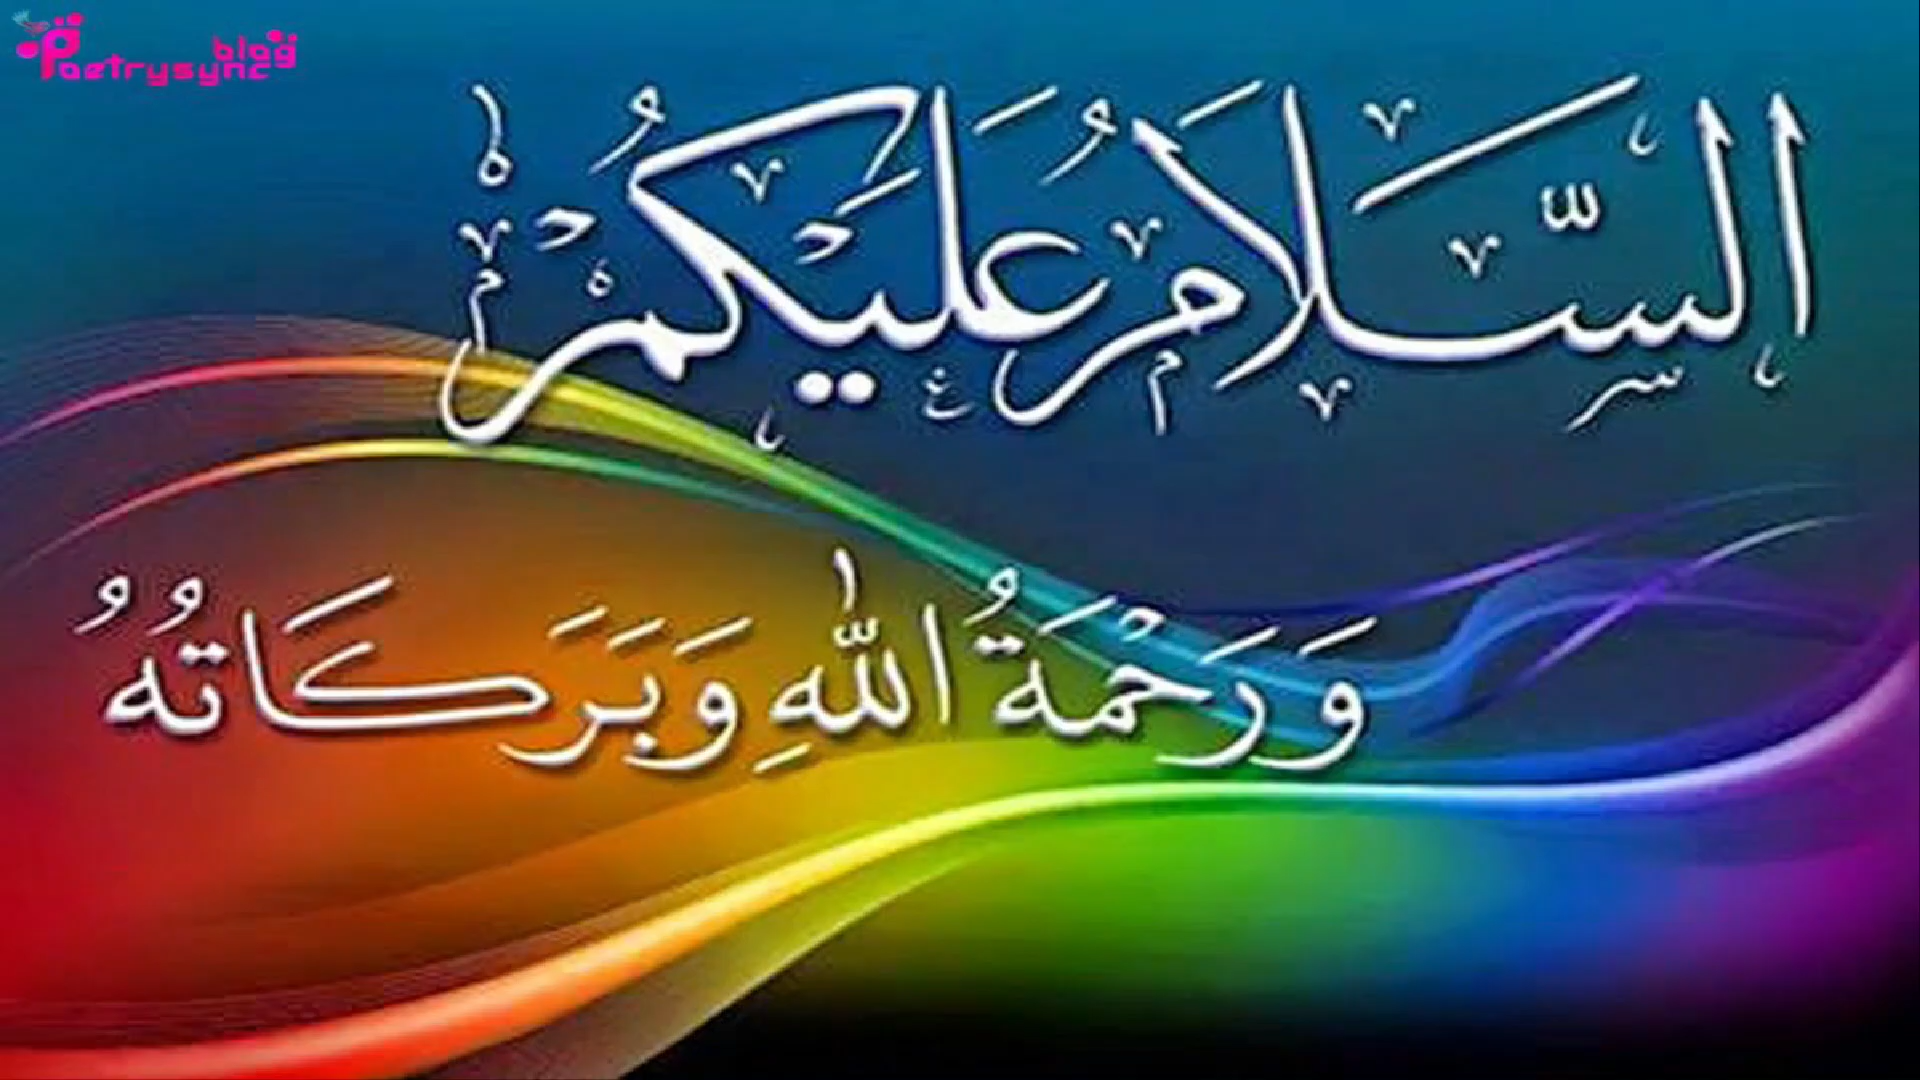 Poetrysync blog
السَّلَامُ عَلَيْكُمْ
وَرَحْمَةُ اللهِ وَبَرَكَاتُهُ